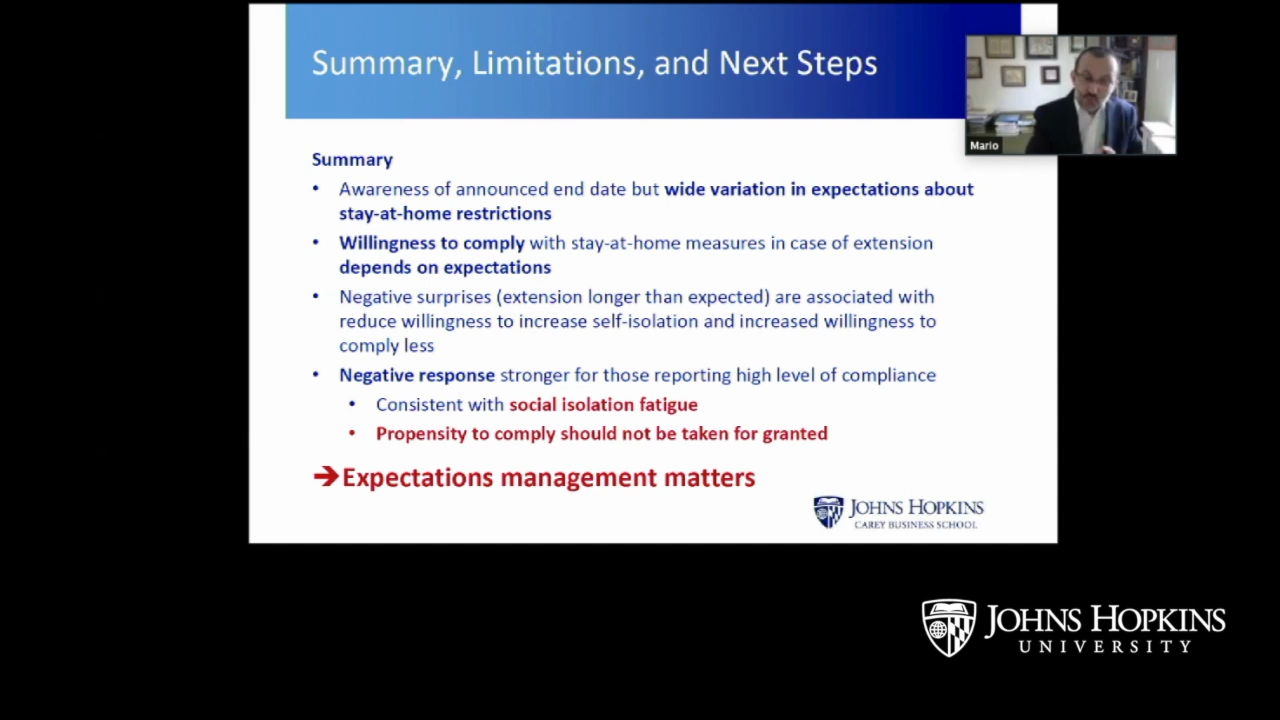 Summary, Limitations, and Next Steps
Mario
Summary
• Awareness of announced end date but wide variation in expectations about
stay-at-home restrictions
• Willingness to comply with stay-at-home measures in case of extension
depends on expectations
• Negative surprises (extension longer than expected) are associated with
reduce willingness to increase self-isolation and increased willingness to
comply less
• Negative response stronger for those reporting high level of compliance
• Consistent with social isolation fatigue
• Propensity to comply should not be taken for granted
➔Expectations management matters
JOHNS HOPKINS
CAREY BUSINESS SCHOOL
JOHNS HOPKINS
UNIVERSITY